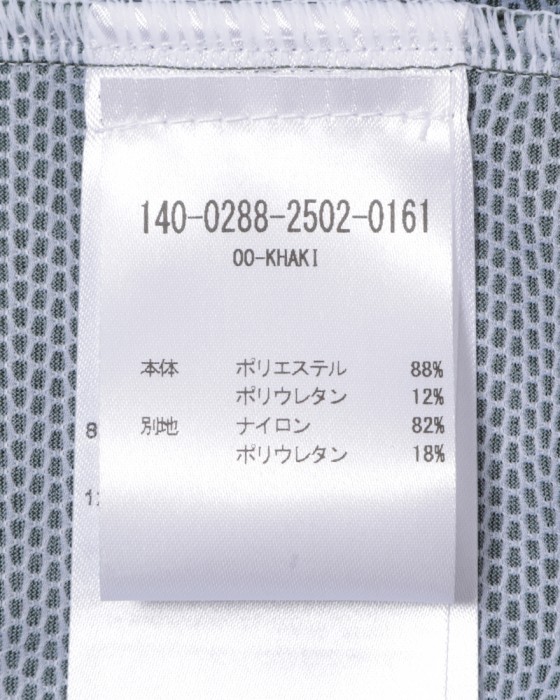 140-0288-2502-0161
00-KHAKI
本体 ポリエステル 88%
ポリウレタン 12%
別地 ナイロン 82%
ポリウレタン 18%